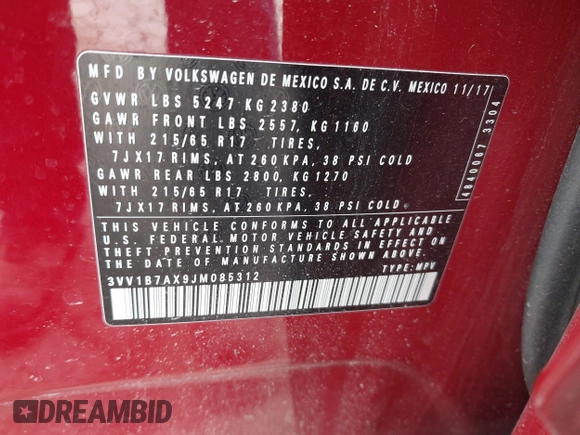 MFD BY VOLKSWAGEN DE MEXICO S.A. DE C.V. MEXICO 11/17
GVWR LBS 5247 KG 2380
GAWR FRONT LBS 2557, KG 1160
WITH 215/65 R17 TIRES,
7JX17 RIMS, AT 260 KPA, 38 PSI COLD
GAWR REAR LBS 2800, KG 1270
WITH 215/65 R17 TIRES,
7JX17 RIMS, AT 260 KPA, 38 PSI COLD.
THIS VEHICLE CONFORMS TO ALL APPLICABLE
U.S. FEDERAL MOTOR VEHICLE SAFETY AND
THEFT PREVENTION STANDARDS IN EFFECT ON
THE DATE OF MANUFACTURE SHOWN ABOVE.
3VV1B7AX9JM085312
TYPE: MPV
4840087 3304
DREAMBID